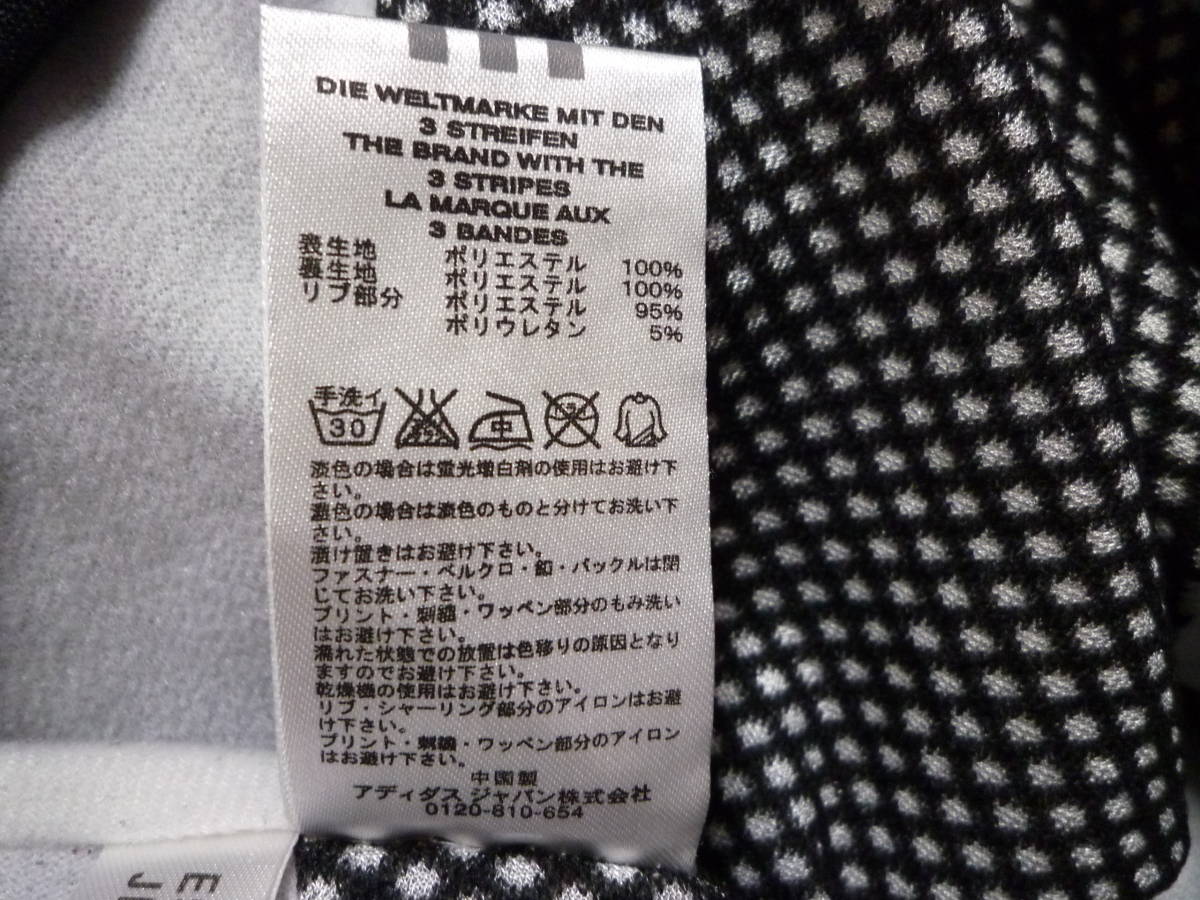 DIE WELTMARKE MIT DEN
3 STREIFEN
THE BRAND WITH THE
3 STRIPES
LA MARQUE AUX
3 BANDES
表生地 ポリエステル 100%
裏生地 ポリエステル 100%
リブ部分 ポリエステル 95%
ポリウレタン 5%
手洗イ
30
中
淡色の場合は蛍光増白剤の使用はお避け下
さい。
濃色の場合は淡色のものと分けてお洗い下
さい。
漬け置きはお避け下さい。
ファスナー・ベルクロ・釦・バックルは閉
じてお洗い下さい。
プリント・刺繍・ワッペン部分のもみ洗い
はお避け下さい。
濡れた状態での放置は色移りの原因となり
ますのでお避け下さい。
乾燥機の使用はお避け下さい。
リブ・シャーリング部分のアイロンはお避
け下さい。
プリント・刺繍・ワッペン部分のアイロン
はお避け下さい。
中国製
アディダス ジャパン株式会社
0120-810-654